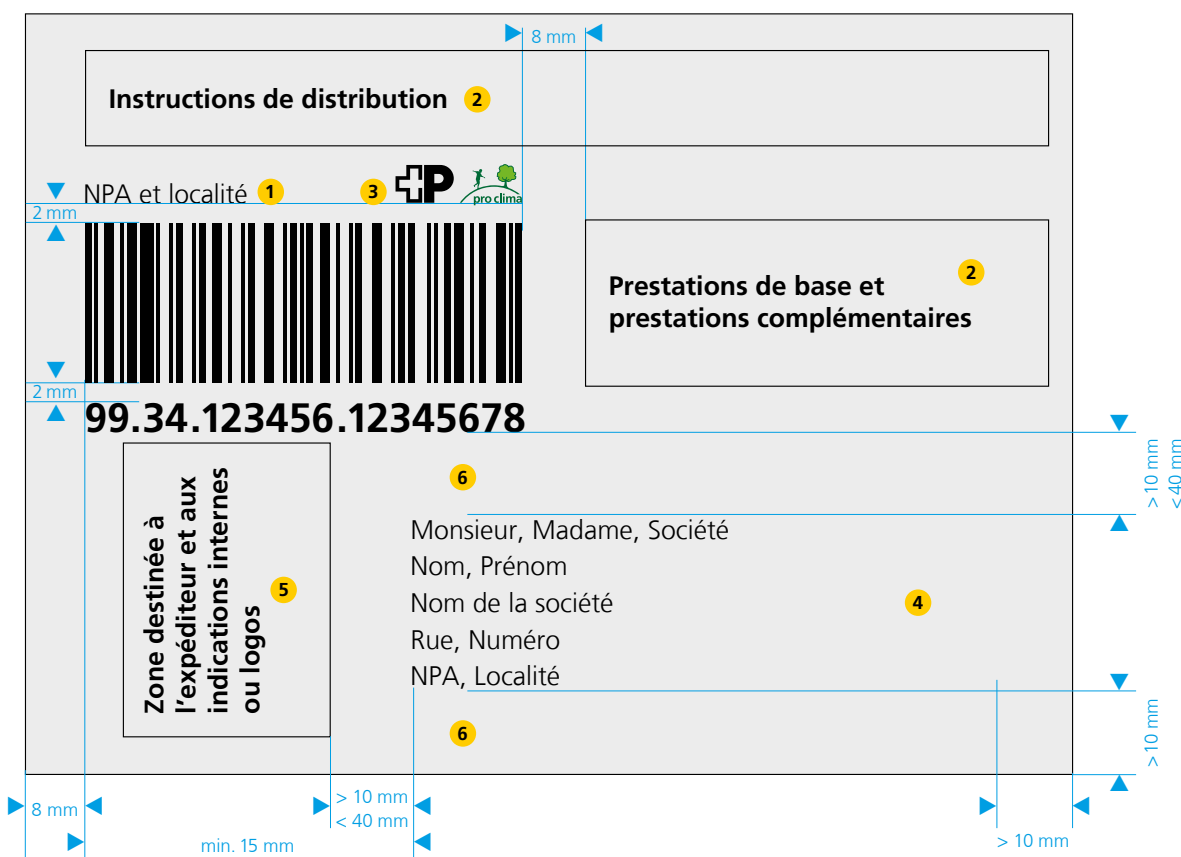 8 mm
Instructions de distribution 2
NPA et localité 1
3
P
pro clima
2 mm
Prestations de base et 2
prestations complémentaires
2 mm
99.34.123456.12345678
> 10 mm
< 40 mm
6
Zone destinée à
l'expéditeur et aux
indications internes
ou logos
5
Monsieur, Madame, Société
Nom, Prénom
Nom de la société
Rue, Numéro
NPA, Localité
4
6
> 10 mm
8 mm
> 10 mm
< 40 mm
min. 15 mm
> 10 mm